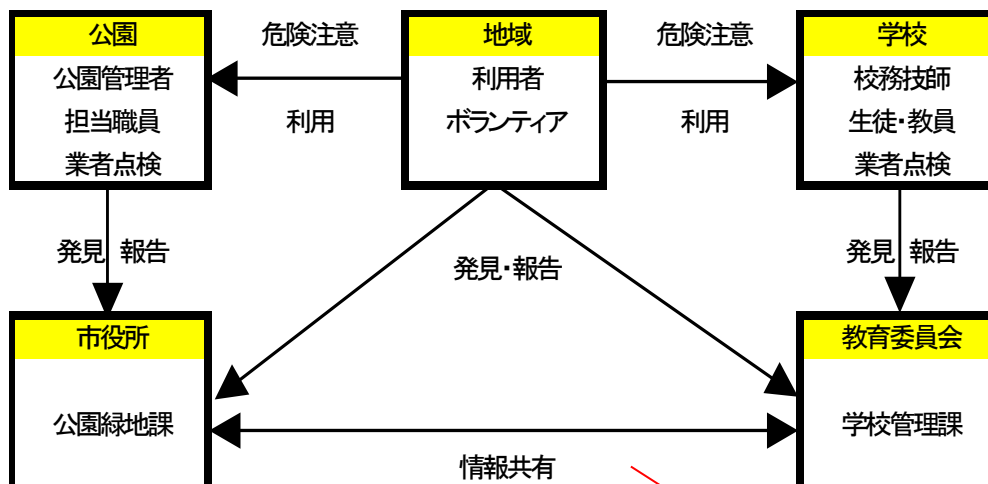 公園
公園管理者
担当職員
業者点検
危険注意
利用
地域
利用者
ボランティア
危険注意
利用
学校
校務技師
生徒・教員
業者点検
発見 報告
発見・報告
発見 報告
市役所
公園緑地課
情報共有
教育委員会
学校管理課